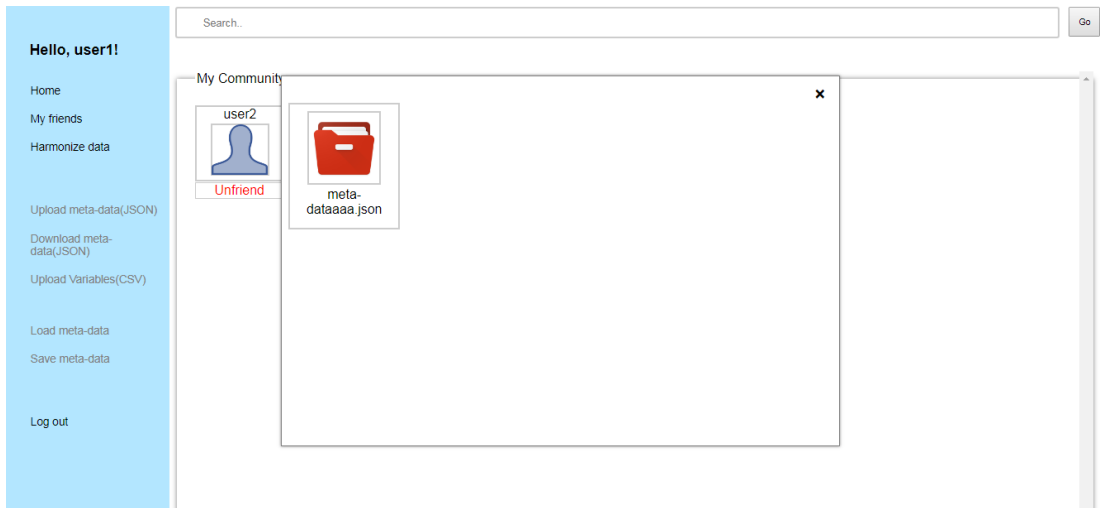 Hello, user1!
Home
My friends
Harmonize data
Upload meta-data(JSON)
Download meta-
data(JSON)
Upload Variables(CSV)
Load meta-data
Save meta-data
Log out
Search..
Go
My Community
user2
Unfriend
×
meta-
dataaaa.json